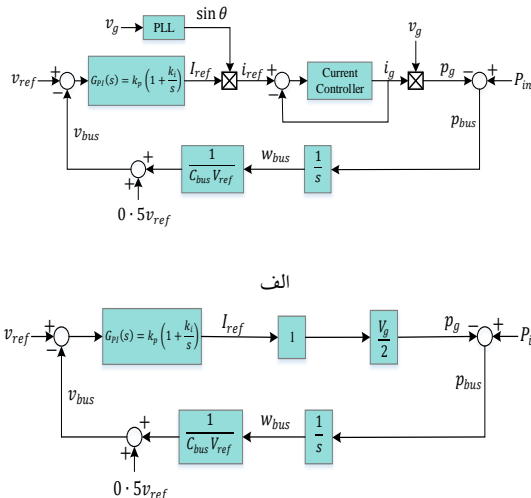 sin θ
v_g PLL v_g
v_ref + − G_PI(s) = k_p (1 + k_i/s) I_ref i_ref + − Current Controller i_g p_g − + P_in
v_bus p_bus
+ + 1/(C_bus V_ref) w_bus 1/s
0 · 5v_ref
الف
v_ref + − G_PI(s) = k_p (1 + k_i/s) I_ref 1 V_g/2 p_g − + P_i
v_bus p_bus
+ + 1/(C_bus V_ref) w_bus 1/s
0 · 5v_ref